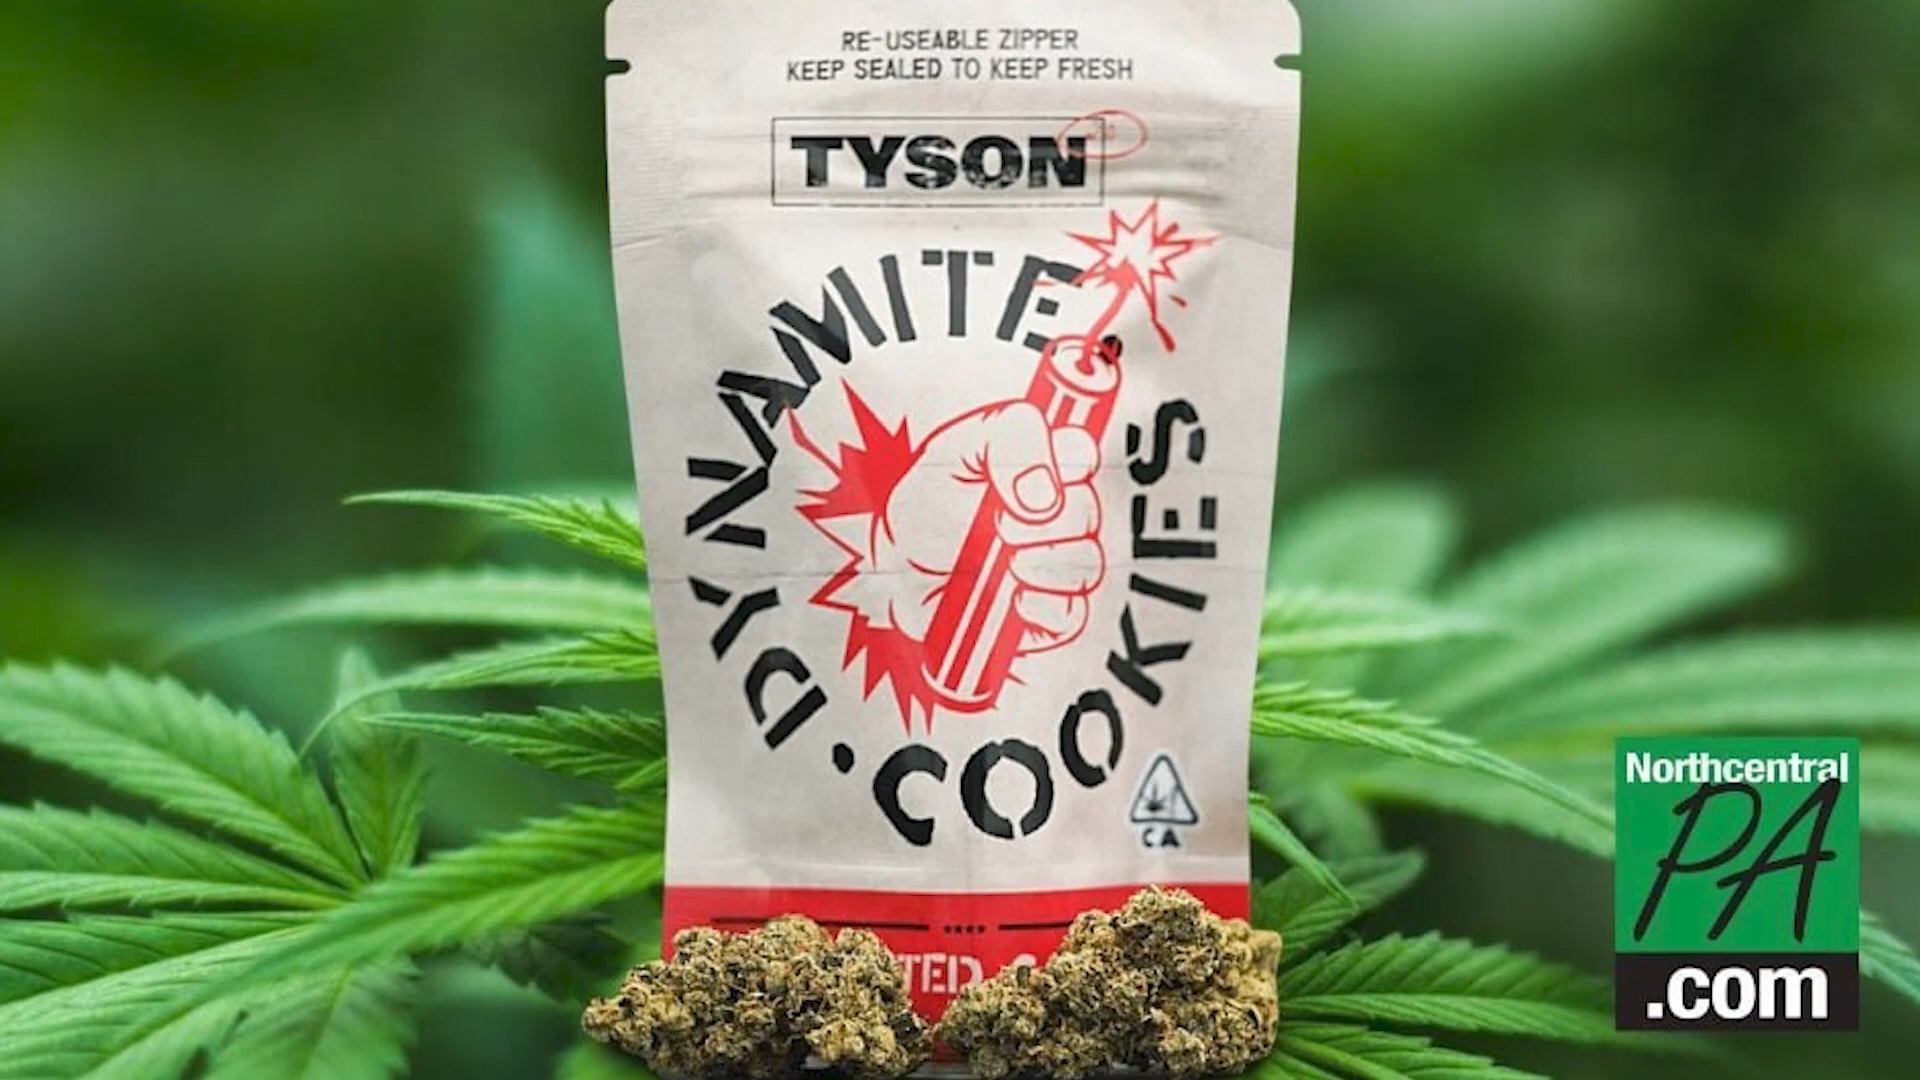 RE-USEABLE ZIPPER
KEEP SEALED TO KEEP FRESH
TYSON
DYNAMITE.
COOKIES
CA
Northcentral
PA
.com